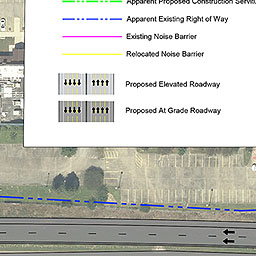 Apparent Proposed Construction
Apparent Existing Right of Way
Existing Noise Barrier
Relocated Noise Barrier
Proposed Elevated Roadway
Proposed At Grade Roadway